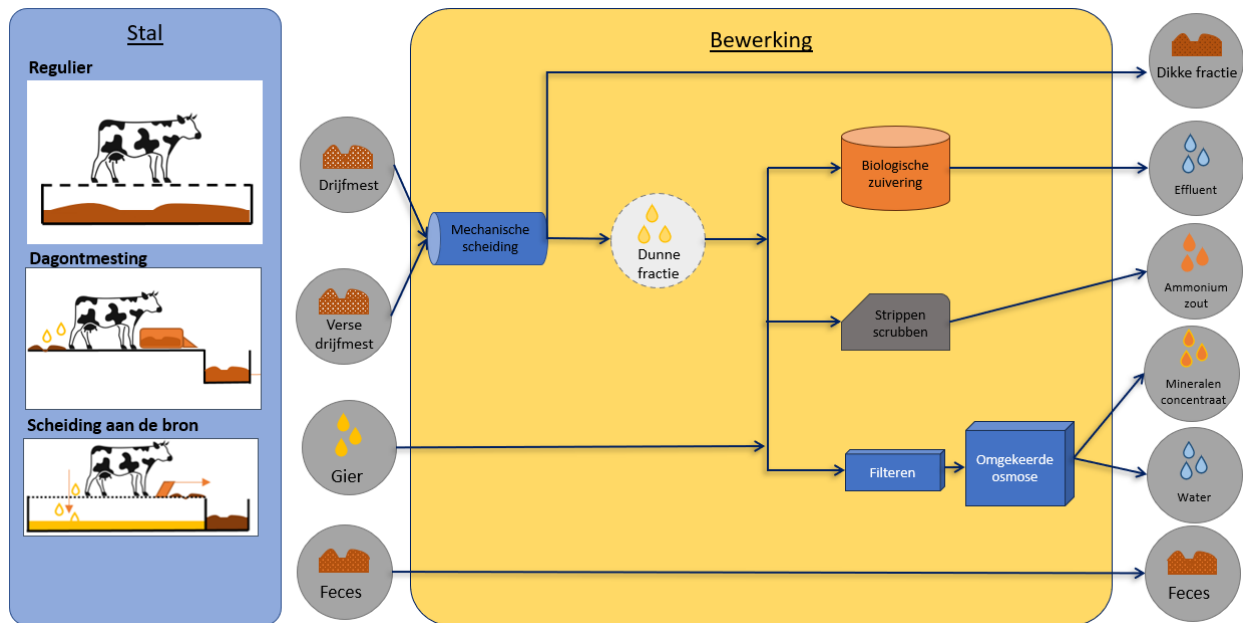 Stal
Regulier
Dagontmesting
Scheiding aan de bron
Drijfmest
Verse
drijfmest
Gier
Feces
Bewerking
Mechanische
scheiding
Dunne
fractie
Biologische
zuivering
Strippen
scrubben
Filteren
Omgekeerde
osmose
Dikke fractie
Effluent
Ammonium
zout
Mineralen
concentraat
Water
Feces